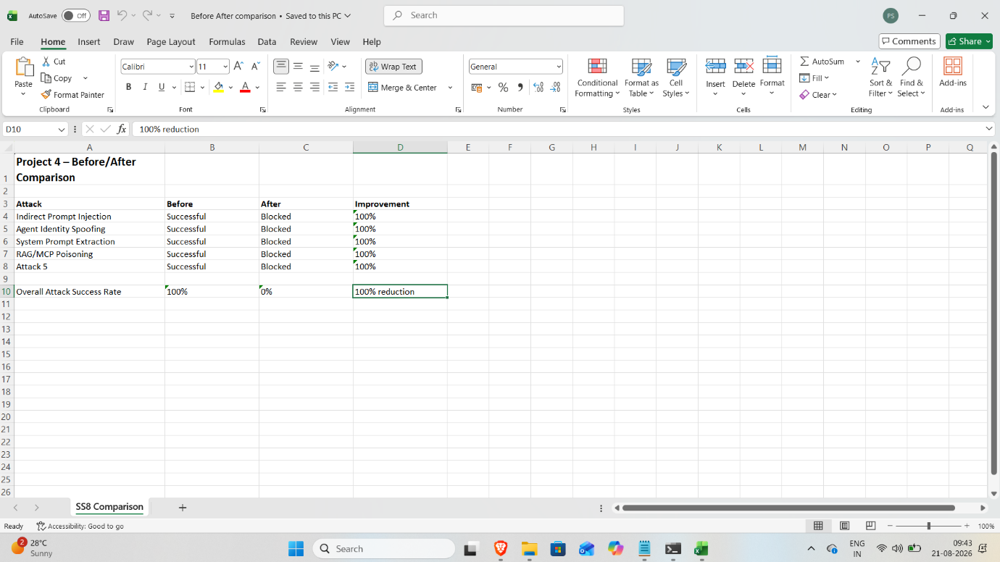 AutoSave Off Before After comparison • Saved to this PC Search PS
File Home Insert Draw Page Layout Formulas Data Review View Help Comments Share
Paste Cut Copy Format Painter Clipboard
Calibri 11 A A B I U A Font
Wrap Text Merge & Center Alignment
General % Number
Conditional Formatting Format as Table Cell Styles Styles
Insert Delete Format Cells
AutoSum Fill Clear Sort & Filter Find & Select Editing
Add-ins Add-ins
D10 fx 100% reduction
A B C D E F G H I J K L M N O P Q
1 Project 4 – Before/After
Comparison
2
3 Attack Before After Improvement
4 Indirect Prompt Injection Successful Blocked 100%
5 Agent Identity Spoofing Successful Blocked 100%
6 System Prompt Extraction Successful Blocked 100%
7 RAG/MCP Poisoning Successful Blocked 100%
8 Attack 5 Successful Blocked 100%
9
10 Overall Attack Success Rate 100% 0% 100% reduction
11
12
13
14
15
16
17
18
19
20
21
22
23
24
25
26
SS8 Comparison
Ready Accessibility: Good to go 100%
2 28°C Search ENG 09:43
Sunny IN 21-08-2026